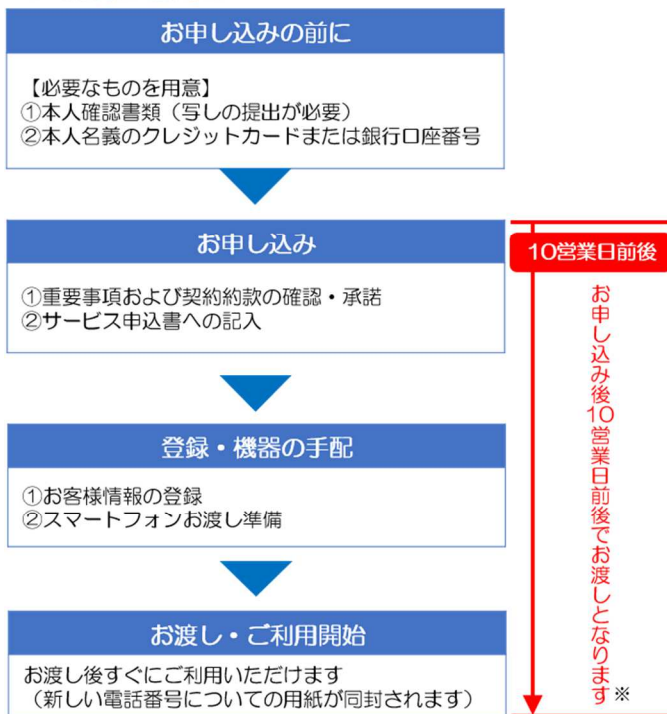 お申し込みの前に
【必要なものを用意】
①本人確認書類（写しの提出が必要）
②本人名義のクレジットカードまたは銀行口座番号
お申し込み
①重要事項および契約約款の確認・承諾
②サービス申込書への記入
登録・機器の手配
①お客様情報の登録
②スマートフォンお渡し準備
お渡し・ご利用開始
お渡し後すぐにご利用いただけます
（新しい電話番号についての用紙が同封されます）
10営業日前後
お申し込み後10営業日前後でお渡しとなります※